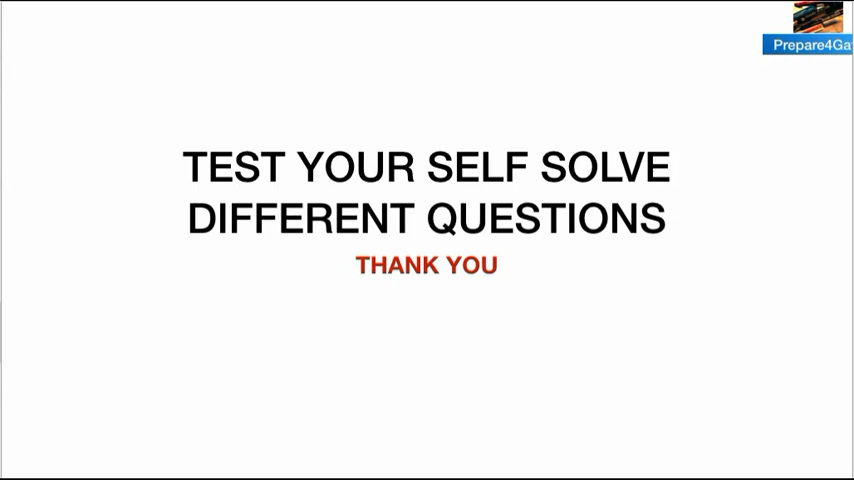 Prepare4Ga
TEST YOUR SELF SOLVE
DIFFERENT QUESTIONS
THANK YOU